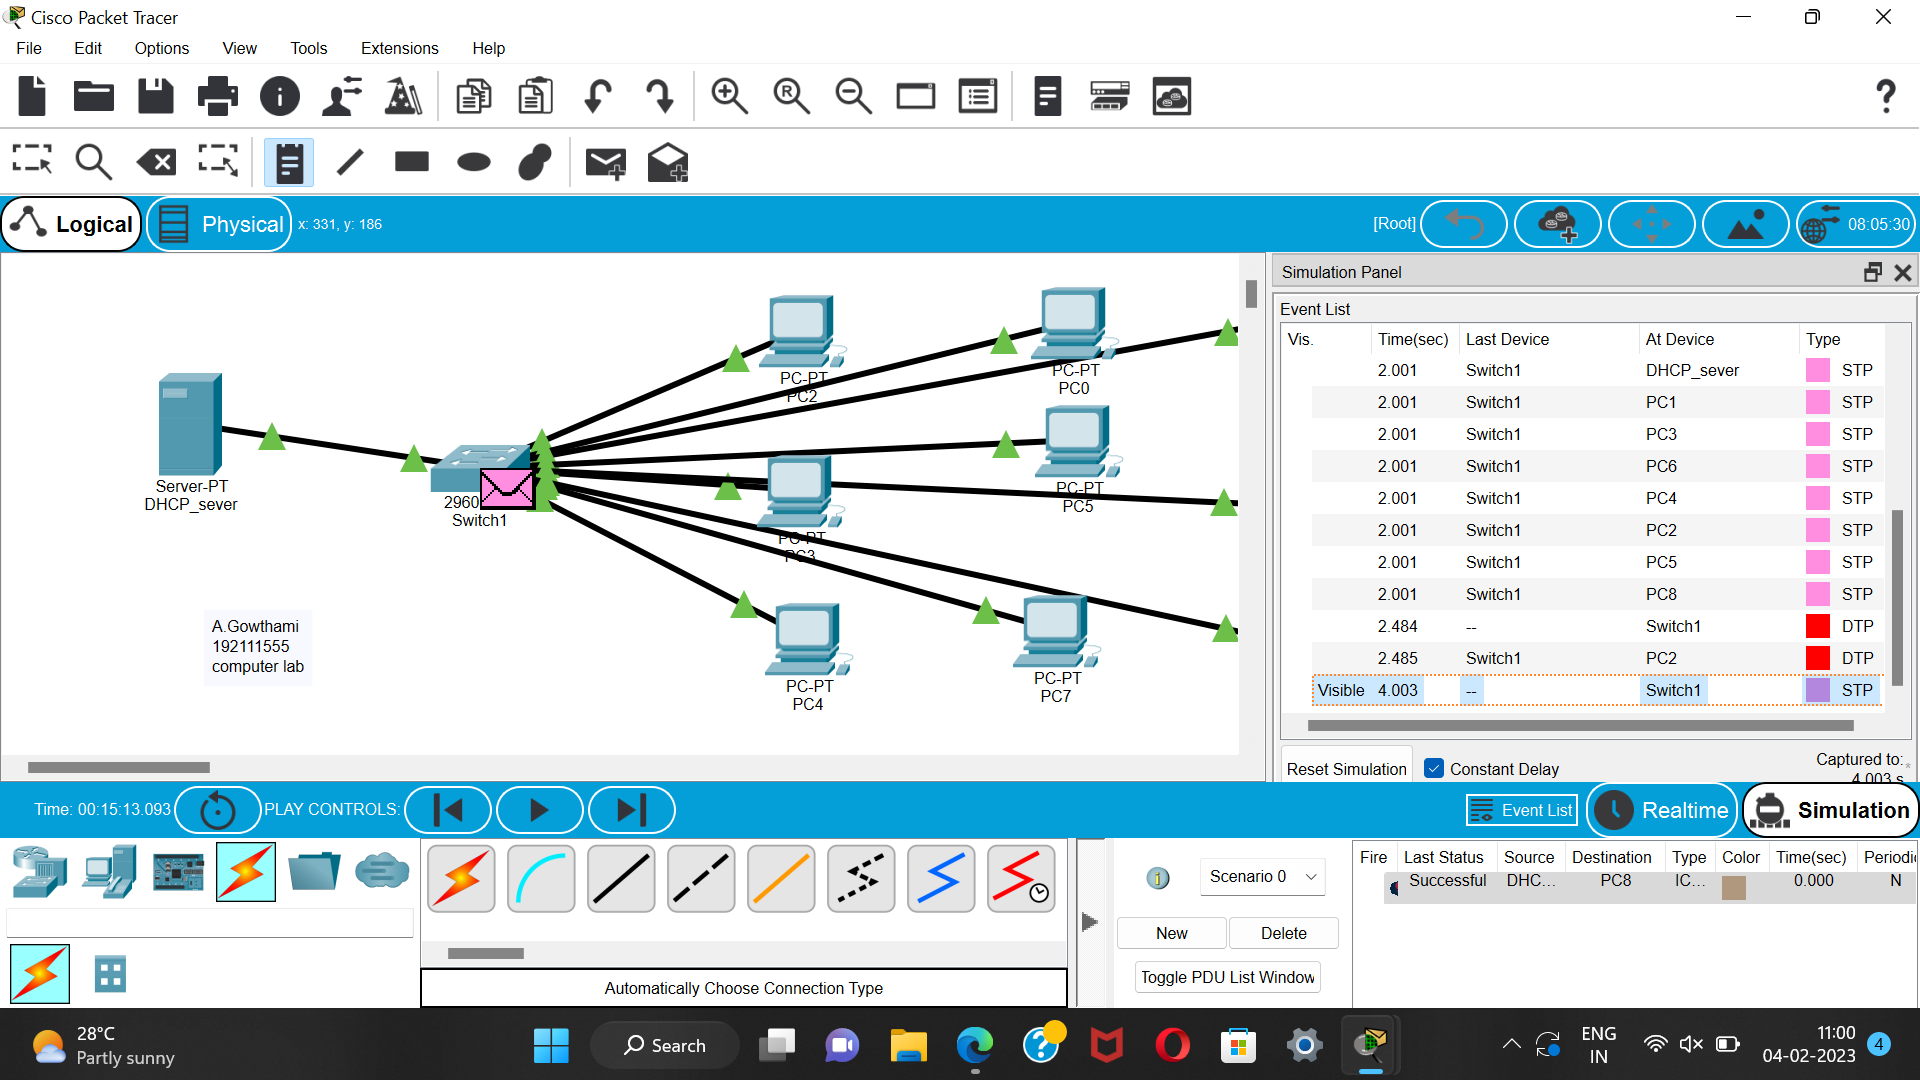 Cisco Packet Tracer
File Edit Options View Tools Extensions Help
Logical Physical x: 331, y: 186 [Root] 08:05:30
Simulation Panel
Event List
Vis. Time(sec) Last Device At Device Type
2.001 Switch1 DHCP_sever STP
2.001 Switch1 PC1 STP
2.001 Switch1 PC3 STP
2.001 Switch1 PC6 STP
2.001 Switch1 PC4 STP
2.001 Switch1 PC2 STP
2.001 Switch1 PC5 STP
2.001 Switch1 PC8 STP
2.484 -- Switch1 DTP
2.485 Switch1 PC2 DTP
Visible 4.003 -- Switch1 STP
Reset Simulation Constant Delay Captured to:*
4.003 s
PC-PT
PC2
PC-PT
PC0
PC-PT
PC5
Server-PT
DHCP_sever
2960
Switch1
PC-PT
PC3
A.Gowthami
192111555
computer lab
PC-PT
PC4
PC-PT
PC7
Time: 00:15:13.093 PLAY CONTROLS: Event List Realtime Simulation
Scenario 0
New Delete
Toggle PDU List Window
Automatically Choose Connection Type
Fire Last Status Source Destination Type Color Time(sec) Periodi
Successful DHC... PC8 IC... 0.000 N
28°C
Partly sunny
Search
ENG
IN
11:00
04-02-2023
4